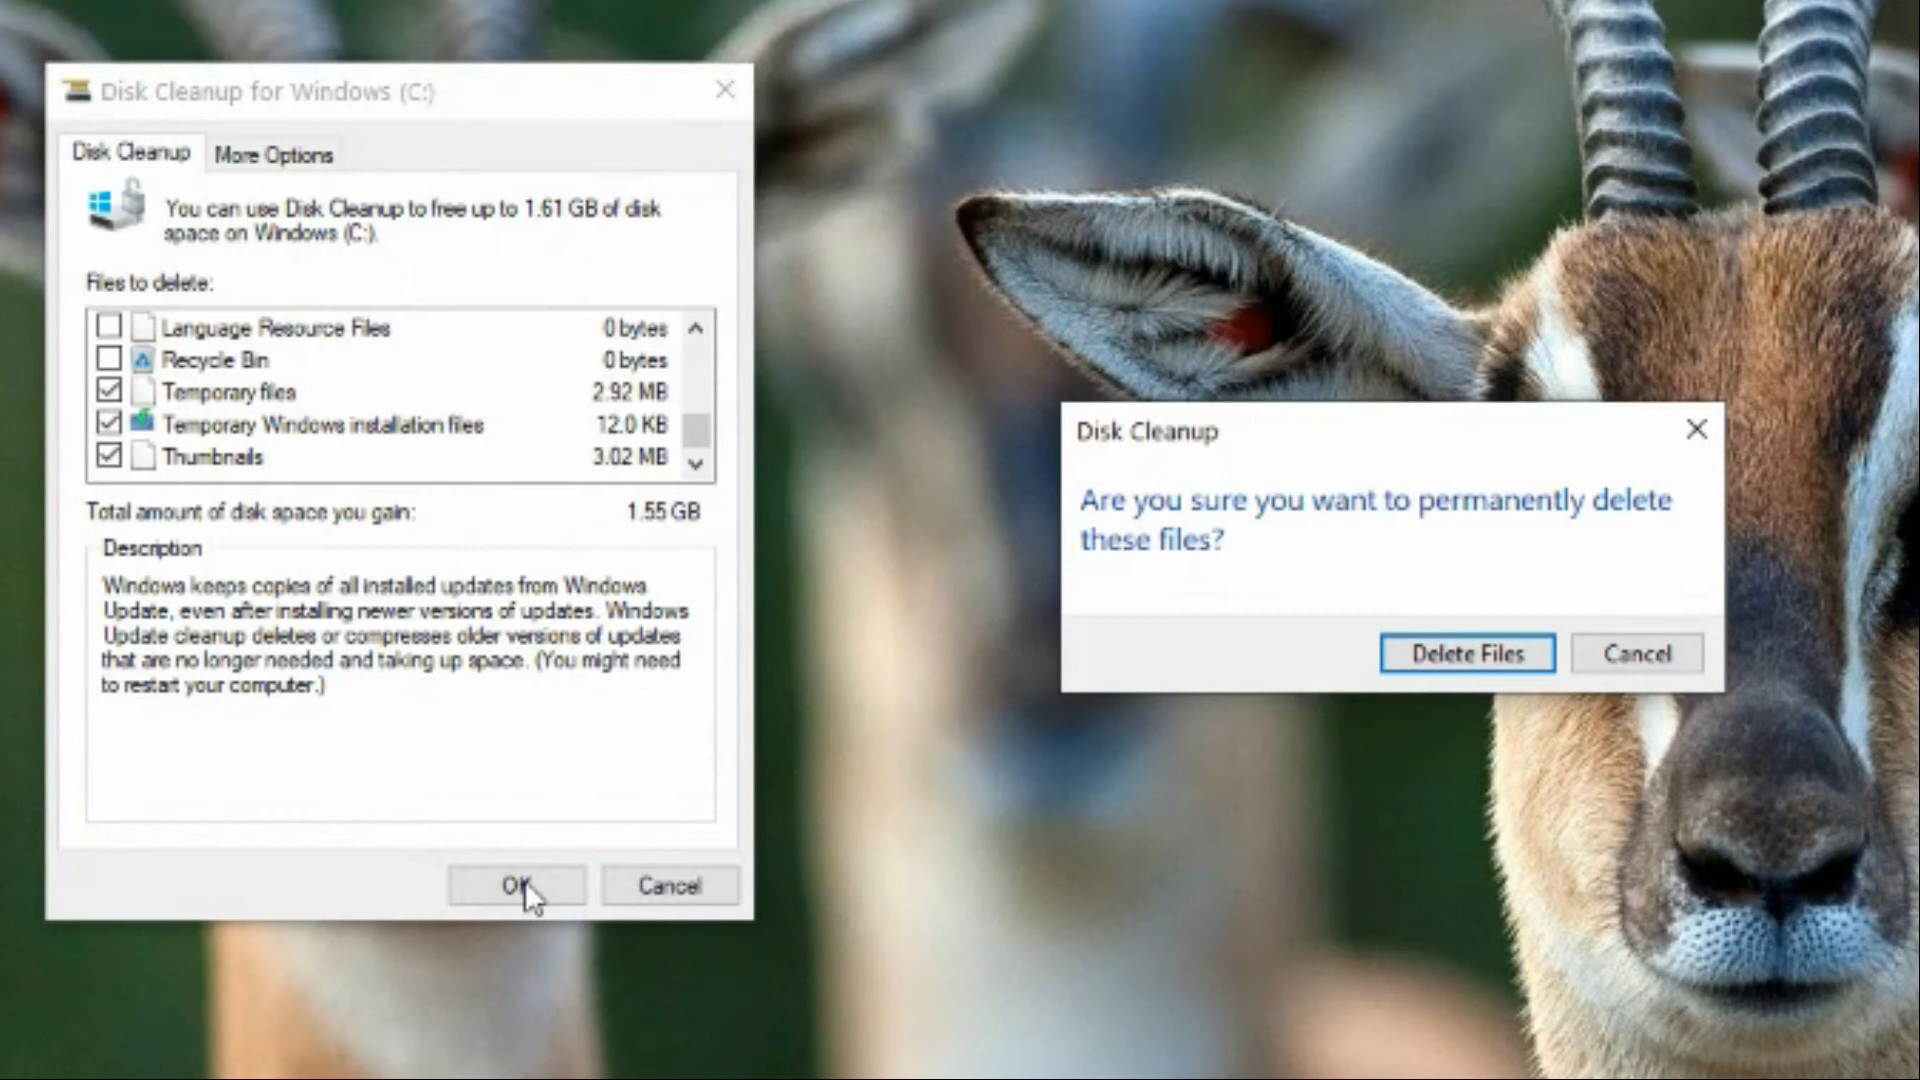 Disk Cleanup for Windows (C:)
Disk Cleanup
More Options
You can use Disk Cleanup to free up to 1.61 GB of disk
space on Windows (C:).
Files to delete:
Language Resource Files 0 bytes
Recycle Bin 0 bytes
Temporary files 2.92 MB
Temporary Windows installation files 12.0 KB
Thumbnails 3.02 MB
Total amount of disk space you gain: 1.55 GB
Description
Windows keeps copies of all installed updates from Windows
Update, even after installing newer versions of updates. Windows
Update cleanup deletes or compresses older versions of updates
that are no longer needed and taking up space. (You might need
to restart your computer.)
OK
Cancel
Disk Cleanup
Are you sure you want to permanently delete
these files?
Delete Files
Cancel